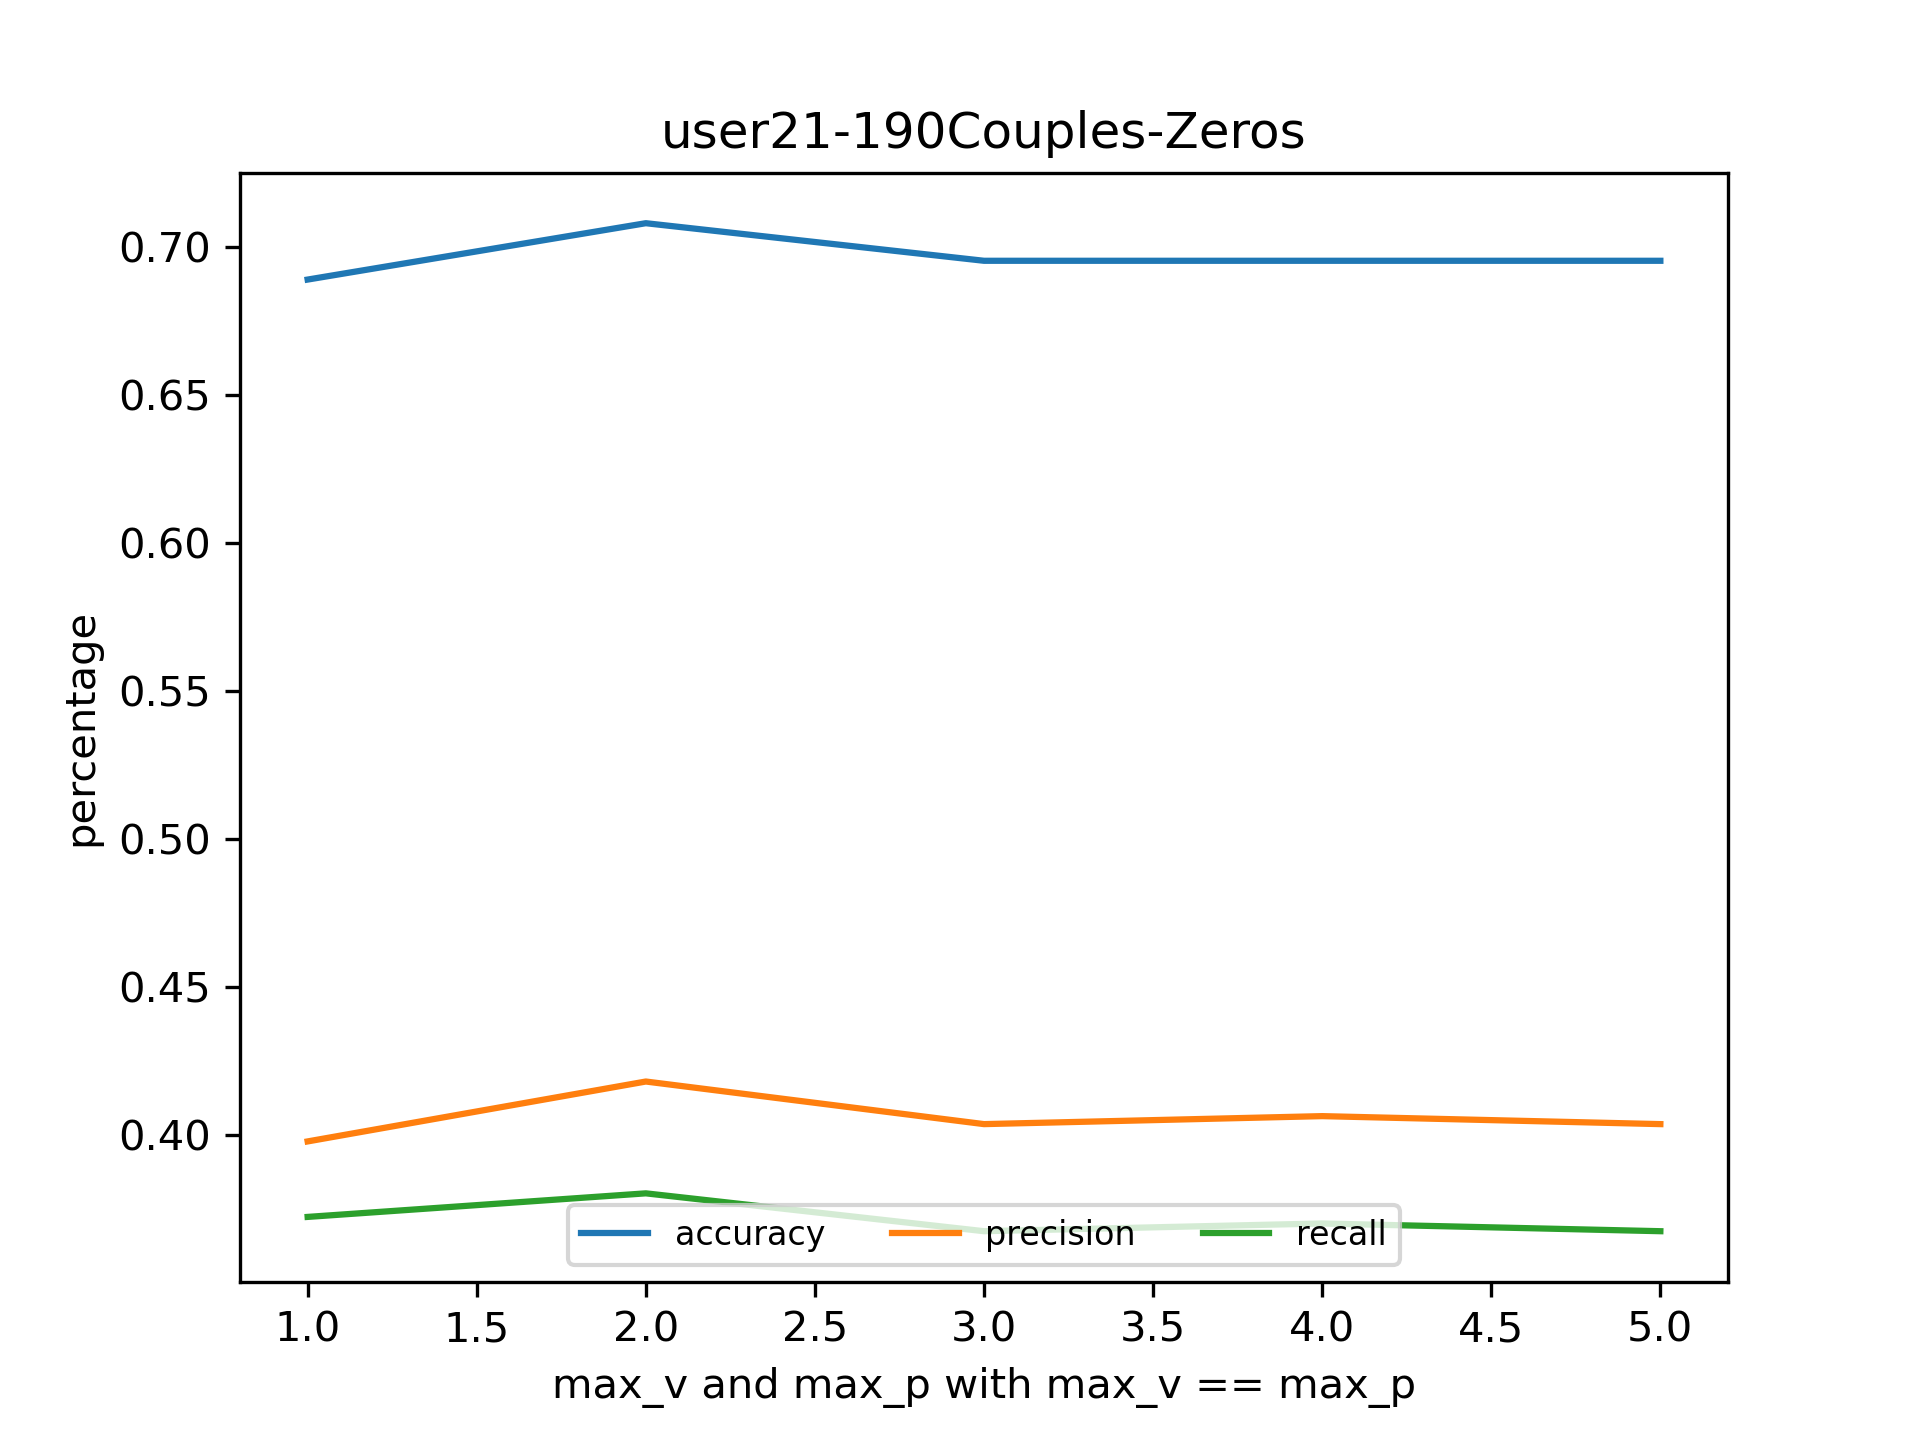 user21-190Couples-Zeros
percentage
0.70
0.65
0.60
0.55
0.50
0.45
0.40
accuracy precision recall
1.0 1.5 2.0 2.5 3.0 3.5 4.0 4.5 5.0
max_v and max_p with max_v == max_p